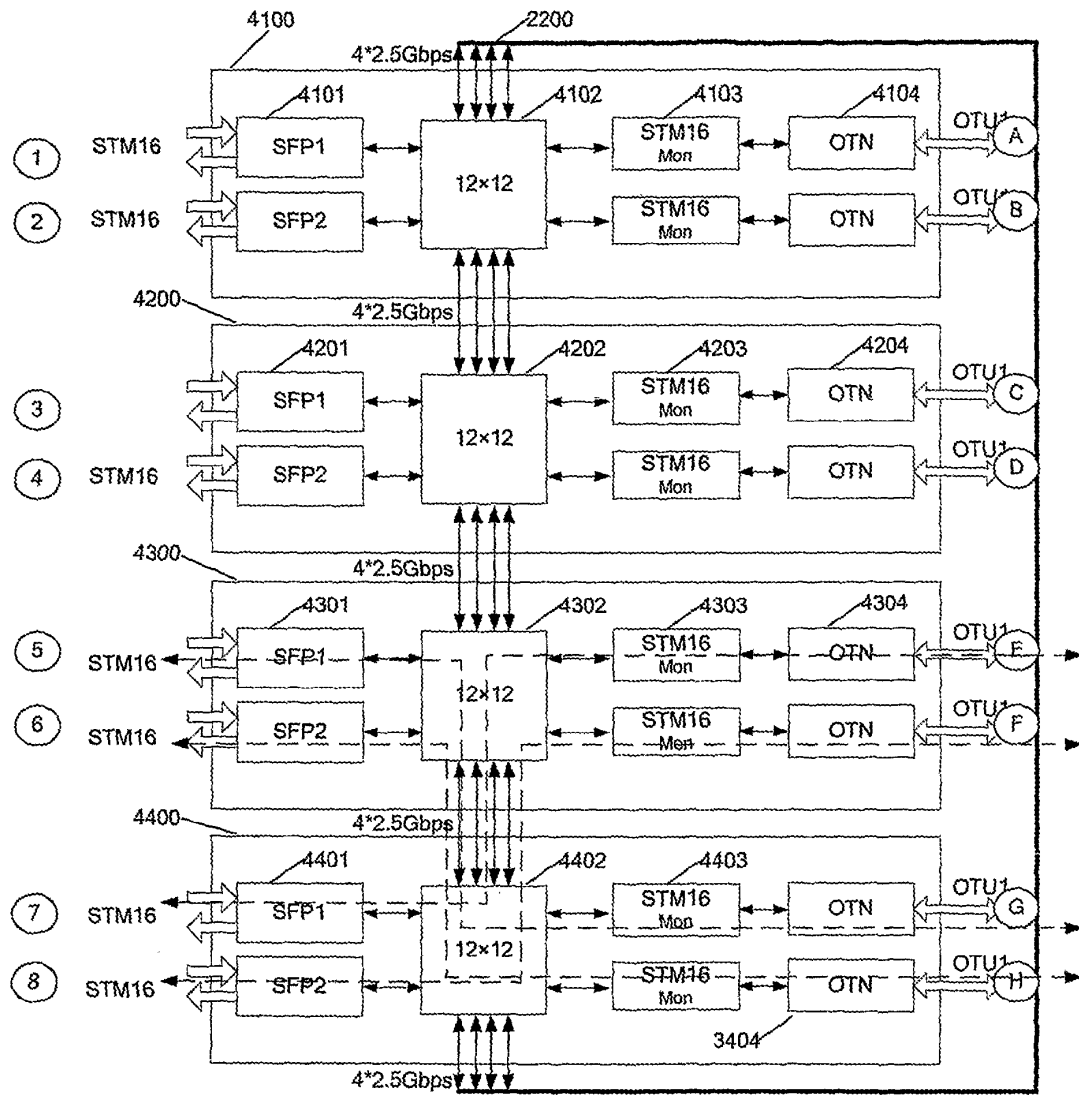 4100
2200
4*2.5Gbps
4101
4102
4103
4104
1
STM16
SFP1
12×12
STM16
Mon
OTN
OTU1
A
2
STM16
SFP2
STM16
Mon
OTN
OTU1
B
4200
4*2.5Gbps
4201
4202
4203
4204
3
SFP1
12×12
STM16
Mon
OTN
OTU1
C
4
STM16
SFP2
STM16
Mon
OTN
OTU1
D
4300
4*2.5Gbps
4301
4302
4303
4304
5
STM16
SFP1
12×12
STM16
Mon
OTN
OTU1
E
6
STM16
SFP2
STM16
Mon
OTN
OTU1
F
4400
4*2.5Gbps
4401
4402
4403
7
STM16
SFP1
12×12
STM16
Mon
OTN
OTU1
G
8
STM16
SFP2
STM16
Mon
OTN
OTU1
H
3404
4*2.5Gbps